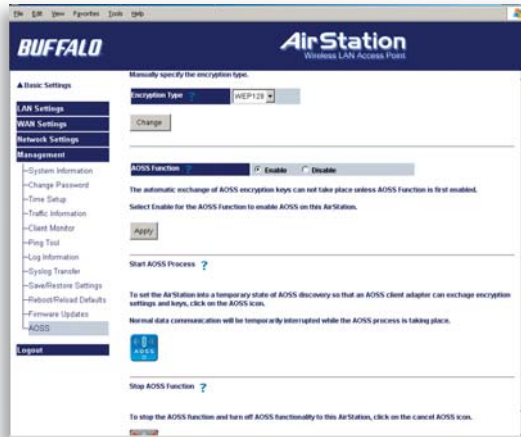 File Edit View Favorites Tools Help
BUFFALO
AirStation
Wireless LAN Access Point
Basic Settings
LAN Settings
WAN Settings
Network Settings
Management
System Information
Change Password
Time Setup
Traffic Information
Client Monitor
Ping Tool
Log Information
Syslog Transfer
Save/Restore Settings
Reboot/Reload Defaults
Firmware Updates
AOSS
Logout
Manually specify the encryption type.
Encryption Type ? WEP128
Change
AOSS Function ? Enable Disable
The automatic exchange of AOSS encryption keys can not take place unless AOSS Function is first enabled.
Select Enable for the AOSS Function to enable AOSS on this AirStation.
Apply
Start AOSS Process ?
To set the AirStation into a temporary state of AOSS discovery so that an AOSS client adapter can exchage encryption
settings and keys, click on the AOSS icon.
Normal data communication will be temporarily interrupted while the AOSS process is taking place.
AOSS
Stop AOSS Function ?
To stop the AOSS function and turn off AOSS functionality to this AirStation, click on the cancel AOSS icon.